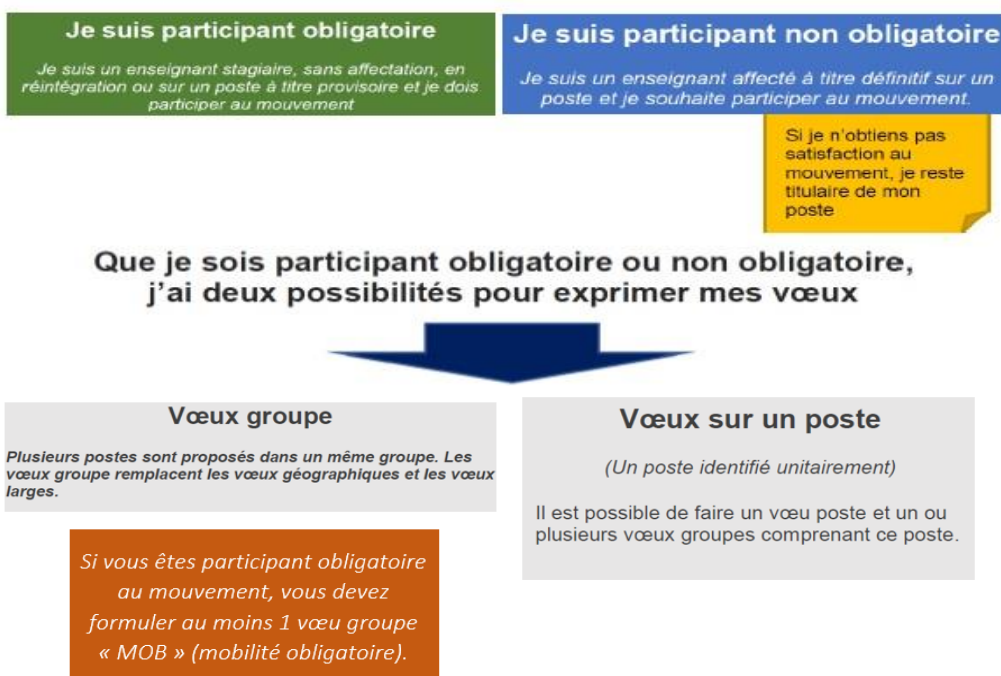 Je suis participant obligatoire
Je suis un enseignant stagiaire, sans affectation, en
réintégration ou sur un poste à titre provisoire et je dois
participer au mouvement
Je suis participant non obligatoire
Je suis un enseignant affecté à titre définitif sur un
poste et je souhaite participer au mouvement.
Si je n'obtiens pas
satisfaction au
mouvement, je reste
titulaire de mon
poste
Que je sois participant obligatoire ou non obligatoire,
j'ai deux possibilités pour exprimer mes vœux
Vœux groupe
Plusieurs postes sont proposés dans un même groupe. Les
vœux groupe remplacent les vœux géographiques et les vœux
larges.
Si vous êtes participant obligatoire
au mouvement, vous devez
formuler au moins 1 vœu groupe
« MOB » (mobilité obligatoire).
Vœux sur un poste
(Un poste identifié unitairement)
Il est possible de faire un vœu poste et un ou
plusieurs vœux groupes comprenant ce poste.